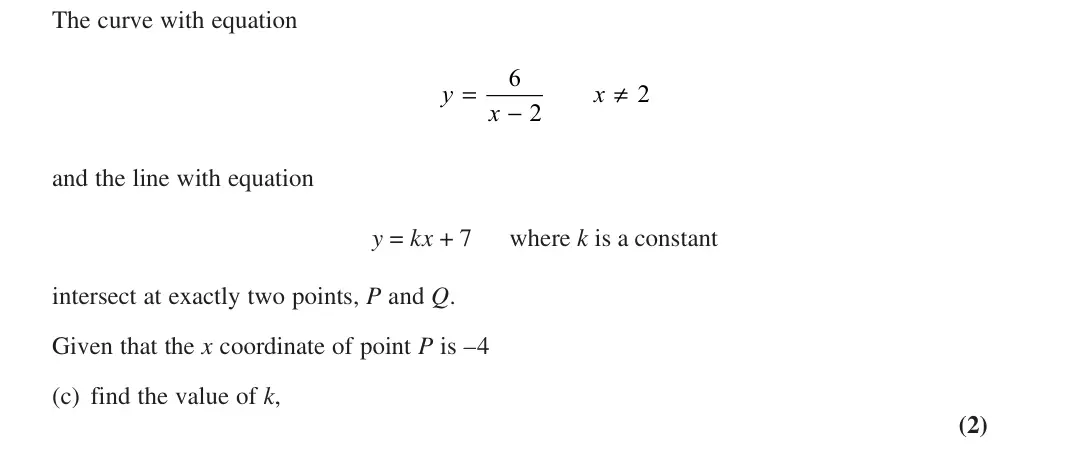 The curve with equation
y = 6/(x − 2)    x ≠ 2
and the line with equation
y = kx + 7    where k is a constant
intersect at exactly two points, P and Q.
Given that the x coordinate of point P is –4
(c) find the value of k,
(2)